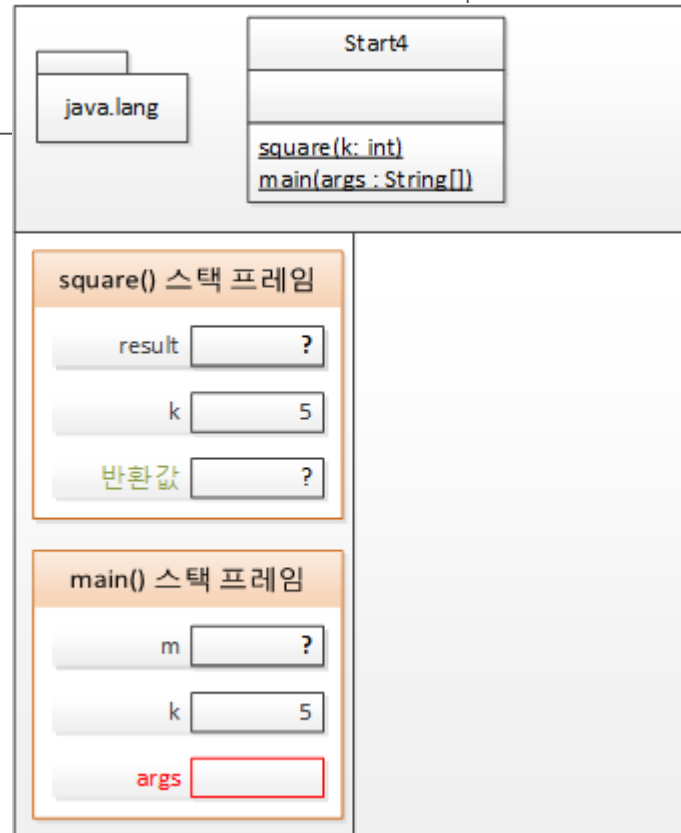 java.lang
Start4
square(k: int)
main(args : String[])
square() 스택 프레임
result ?
k 5
반환값 ?
main() 스택 프레임
m ?
k 5
args